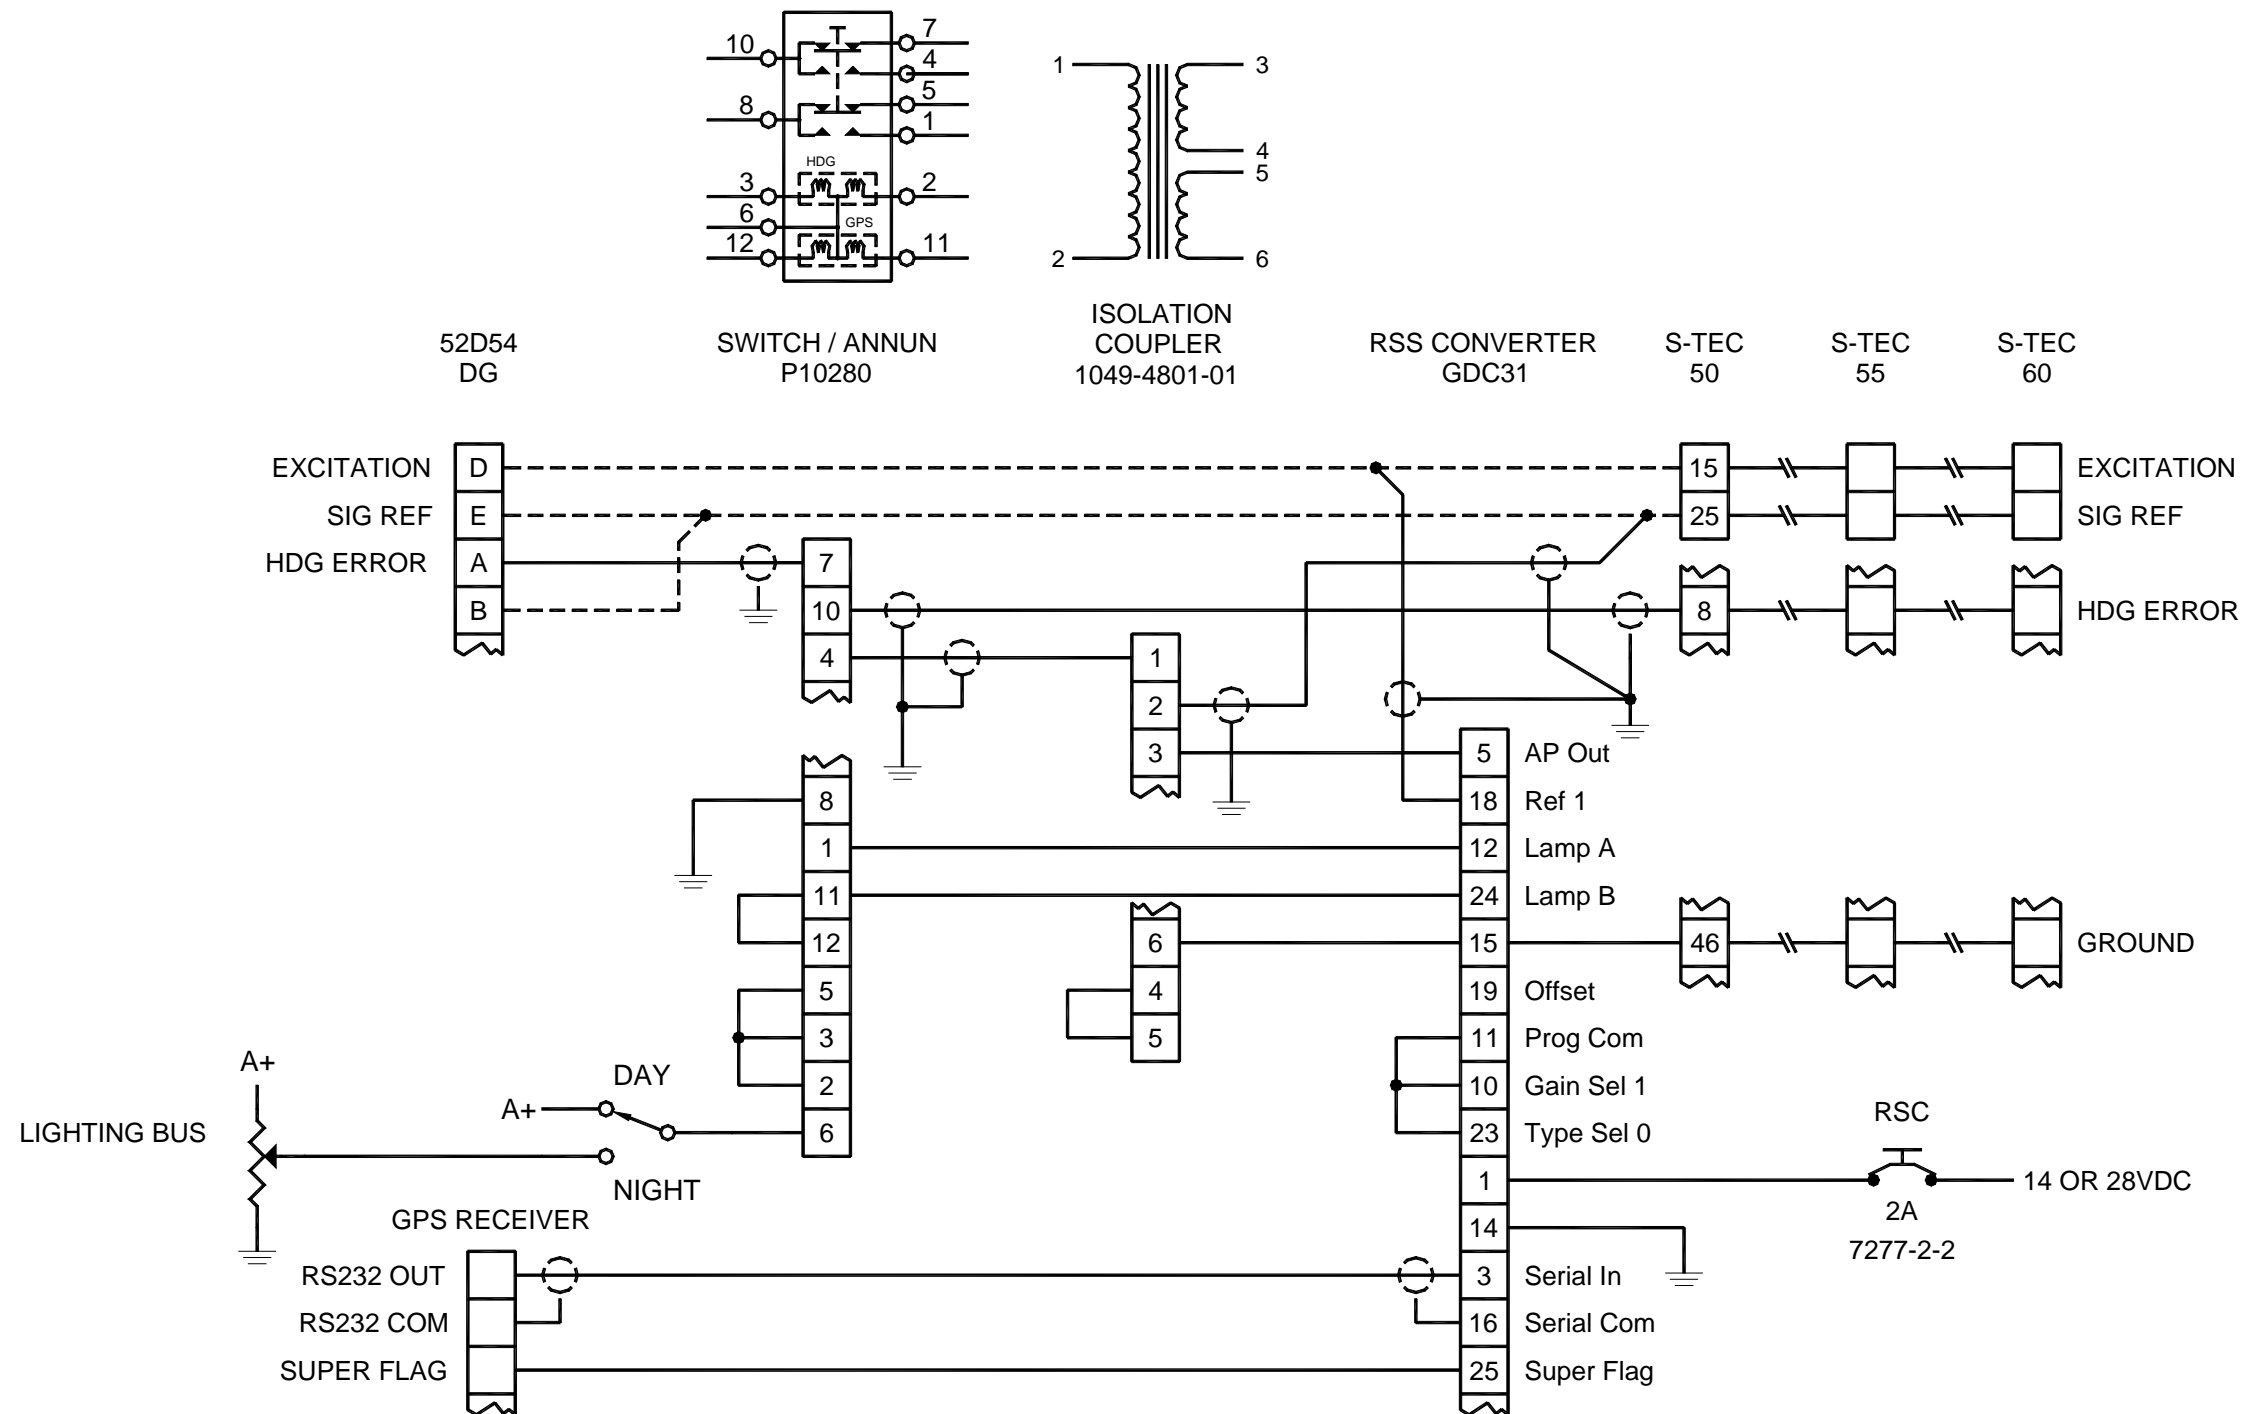 10
7
4
8
5
1
HDG
3
2
6
GPS
12
11
1
3
4
5
2
6
52D54
DG
SWITCH / ANNUN
P10280
ISOLATION
COUPLER
1049-4801-01
RSS CONVERTER
GDC31
S-TEC
50
S-TEC
55
S-TEC
60
EXCITATION D 15 EXCITATION
SIG REF E 25 SIG REF
HDG ERROR A 7
B 10 8 HDG ERROR
4 1
2
3 5 AP Out
8 18 Ref 1
1 12 Lamp A
11 24 Lamp B
12 6 15 46 GROUND
5 4 19 Offset
3 5 11 Prog Com
A+
DAY
2 10 Gain Sel 1
A+
RSC
LIGHTING BUS
6 23 Type Sel 0
NIGHT
1 14 OR 28VDC
2A
7277-2-2
GPS RECEIVER
14
RS232 OUT 3 Serial In
RS232 COM 16 Serial Com
SUPER FLAG 25 Super Flag